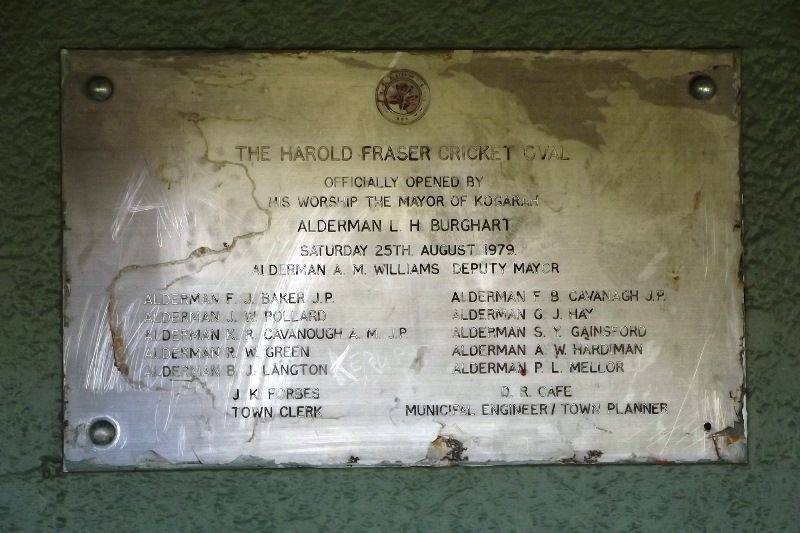 THE HAROLD FRASER CRICKET OVAL
OFFICIALLY OPENED BY
HIS WORSHIP THE MAYOR OF KOGARAH
ALDERMAN L. H. BURGHART
SATURDAY 25TH. AUGUST 1979.
ALDERMAN A. M. WILLIAMS DEPUTY MAYOR
ALDERMAN F. J. BAKER J.P.
ALDERMAN J. W. POLLARD
ALDERMAN K. R. CAVANOUGH A. M. J.P.
ALDERMAN R. W. GREEN
ALDERMAN B. J. LANGTON
ALDERMAN F. B. CAVANAGH J.P.
ALDERMAN G. J. HAY
ALDERMAN S. Y. GAINSFORD
ALDERMAN A. W. HARDIMAN
ALDERMAN P. L. MELLOR
J. K. FORBES
TOWN CLERK
D. R. CAFE
MUNICIPAL ENGINEER/TOWN PLANNER